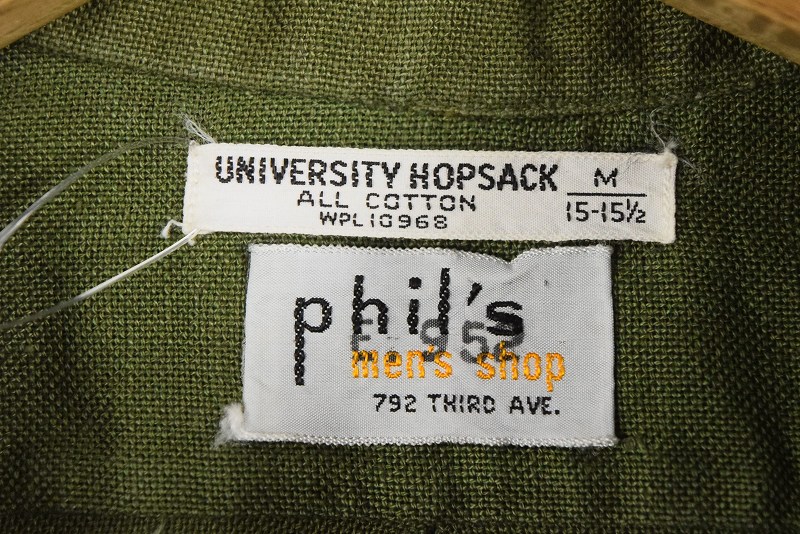 UNIVERSITY HOPSACK
ALL COTTON
WPL10968
M
15-15½
phil's
men's shop
792 THIRD AVE.